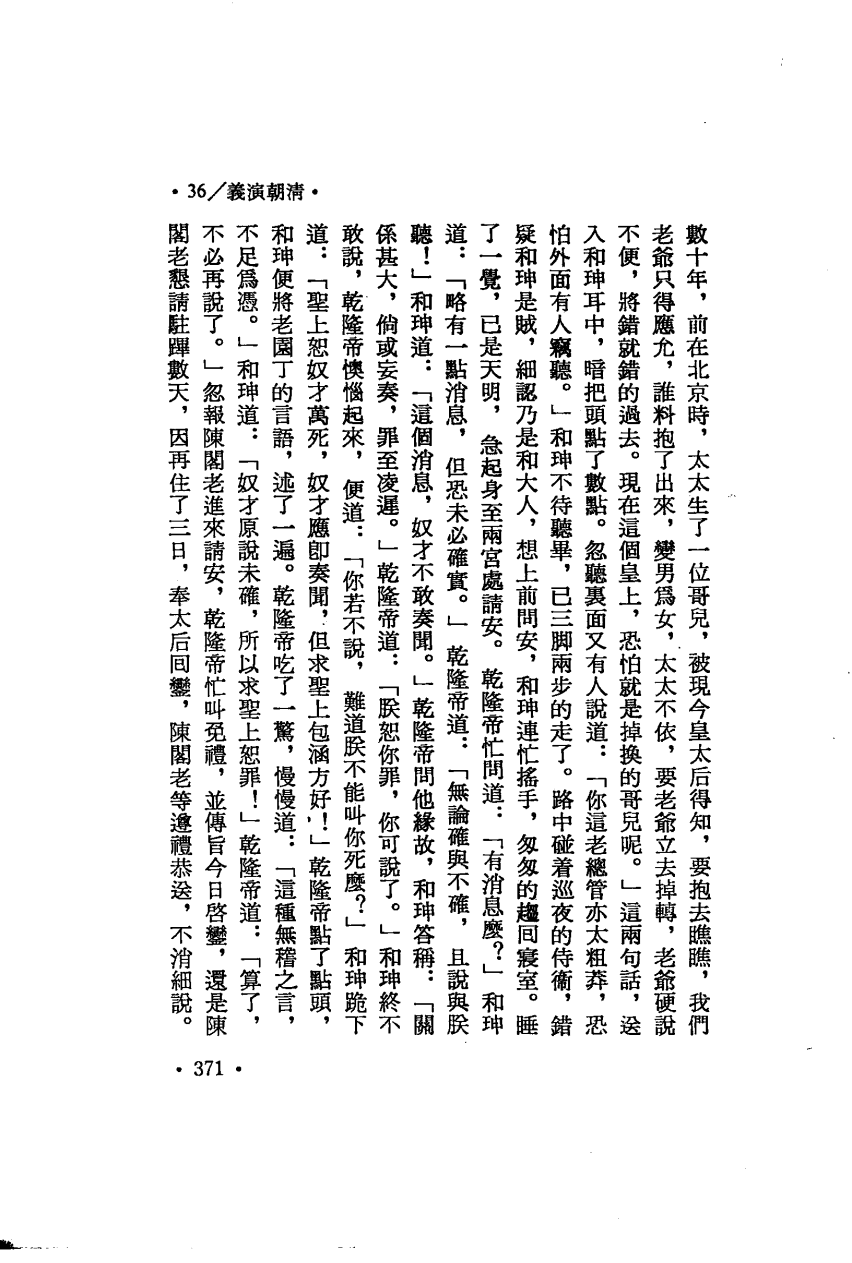 ·36/義演朝清·
數十年，前在北京時，太太生了一位哥兒，被現今皇太后得知，要抱去瞧瞧，我們
老爺只得應允，誰料抱了出來，變男爲女，太太不依，要老爺立去掉轉，老爺硬說
不便，將錯就錯的過去。現在這個皇上，恐怕就是掉換的哥兒呢。」這兩句話，送
入和珅耳中，暗把頭點了數點。忽聽裏面又有人說道：「你這老總管亦太粗莽，恐
怕外面有人竊聽。」和珅不待聽畢，已三脚兩步的走了。路中碰着巡夜的侍衞，錯
疑和珅是賊，細認乃是和大人，想上前問安，和珅連忙搖手，匆匆的趨囘寢室。睡
了一覺，已是天明，急起身至兩宮處請安。乾隆帝忙問道：「有消息麼？」和珅
道：「略有一點消息，但恐未必確實。」乾隆帝道：「無論確與不確，且說與朕
聽！」和珅道：「這個消息，奴才不敢奏聞。」乾隆帝問他緣故，和珅答稱：「關
係甚大，倘或妄奏，罪至凌遲。」乾隆帝道：「朕恕你罪，你可說了。」和珅終不
敢說，乾隆帝懊惱起來，便道：「你若不說，難道朕不能叫你死麼？」和珅跪下
道：「聖上恕奴才萬死，奴才應卽奏聞，但求聖上包涵方好！」乾隆帝點了點頭，
和珅便將老園丁的言語，述了一遍。乾隆帝吃了一驚，慢慢道：「這種無稽之言，
不足爲憑。」和珅道：「奴才原說未確，所以求聖上恕罪！」乾隆帝道：「算了，
不必再說了。」忽報陳閣老進來請安，乾隆帝忙叫免禮，並傳旨今日啓鑾，還是陳
閣老懇請駐蹕數天，因再住了三日，奉太后囘鑾，陳閣老等遵禮恭送，不消細說。
·371·